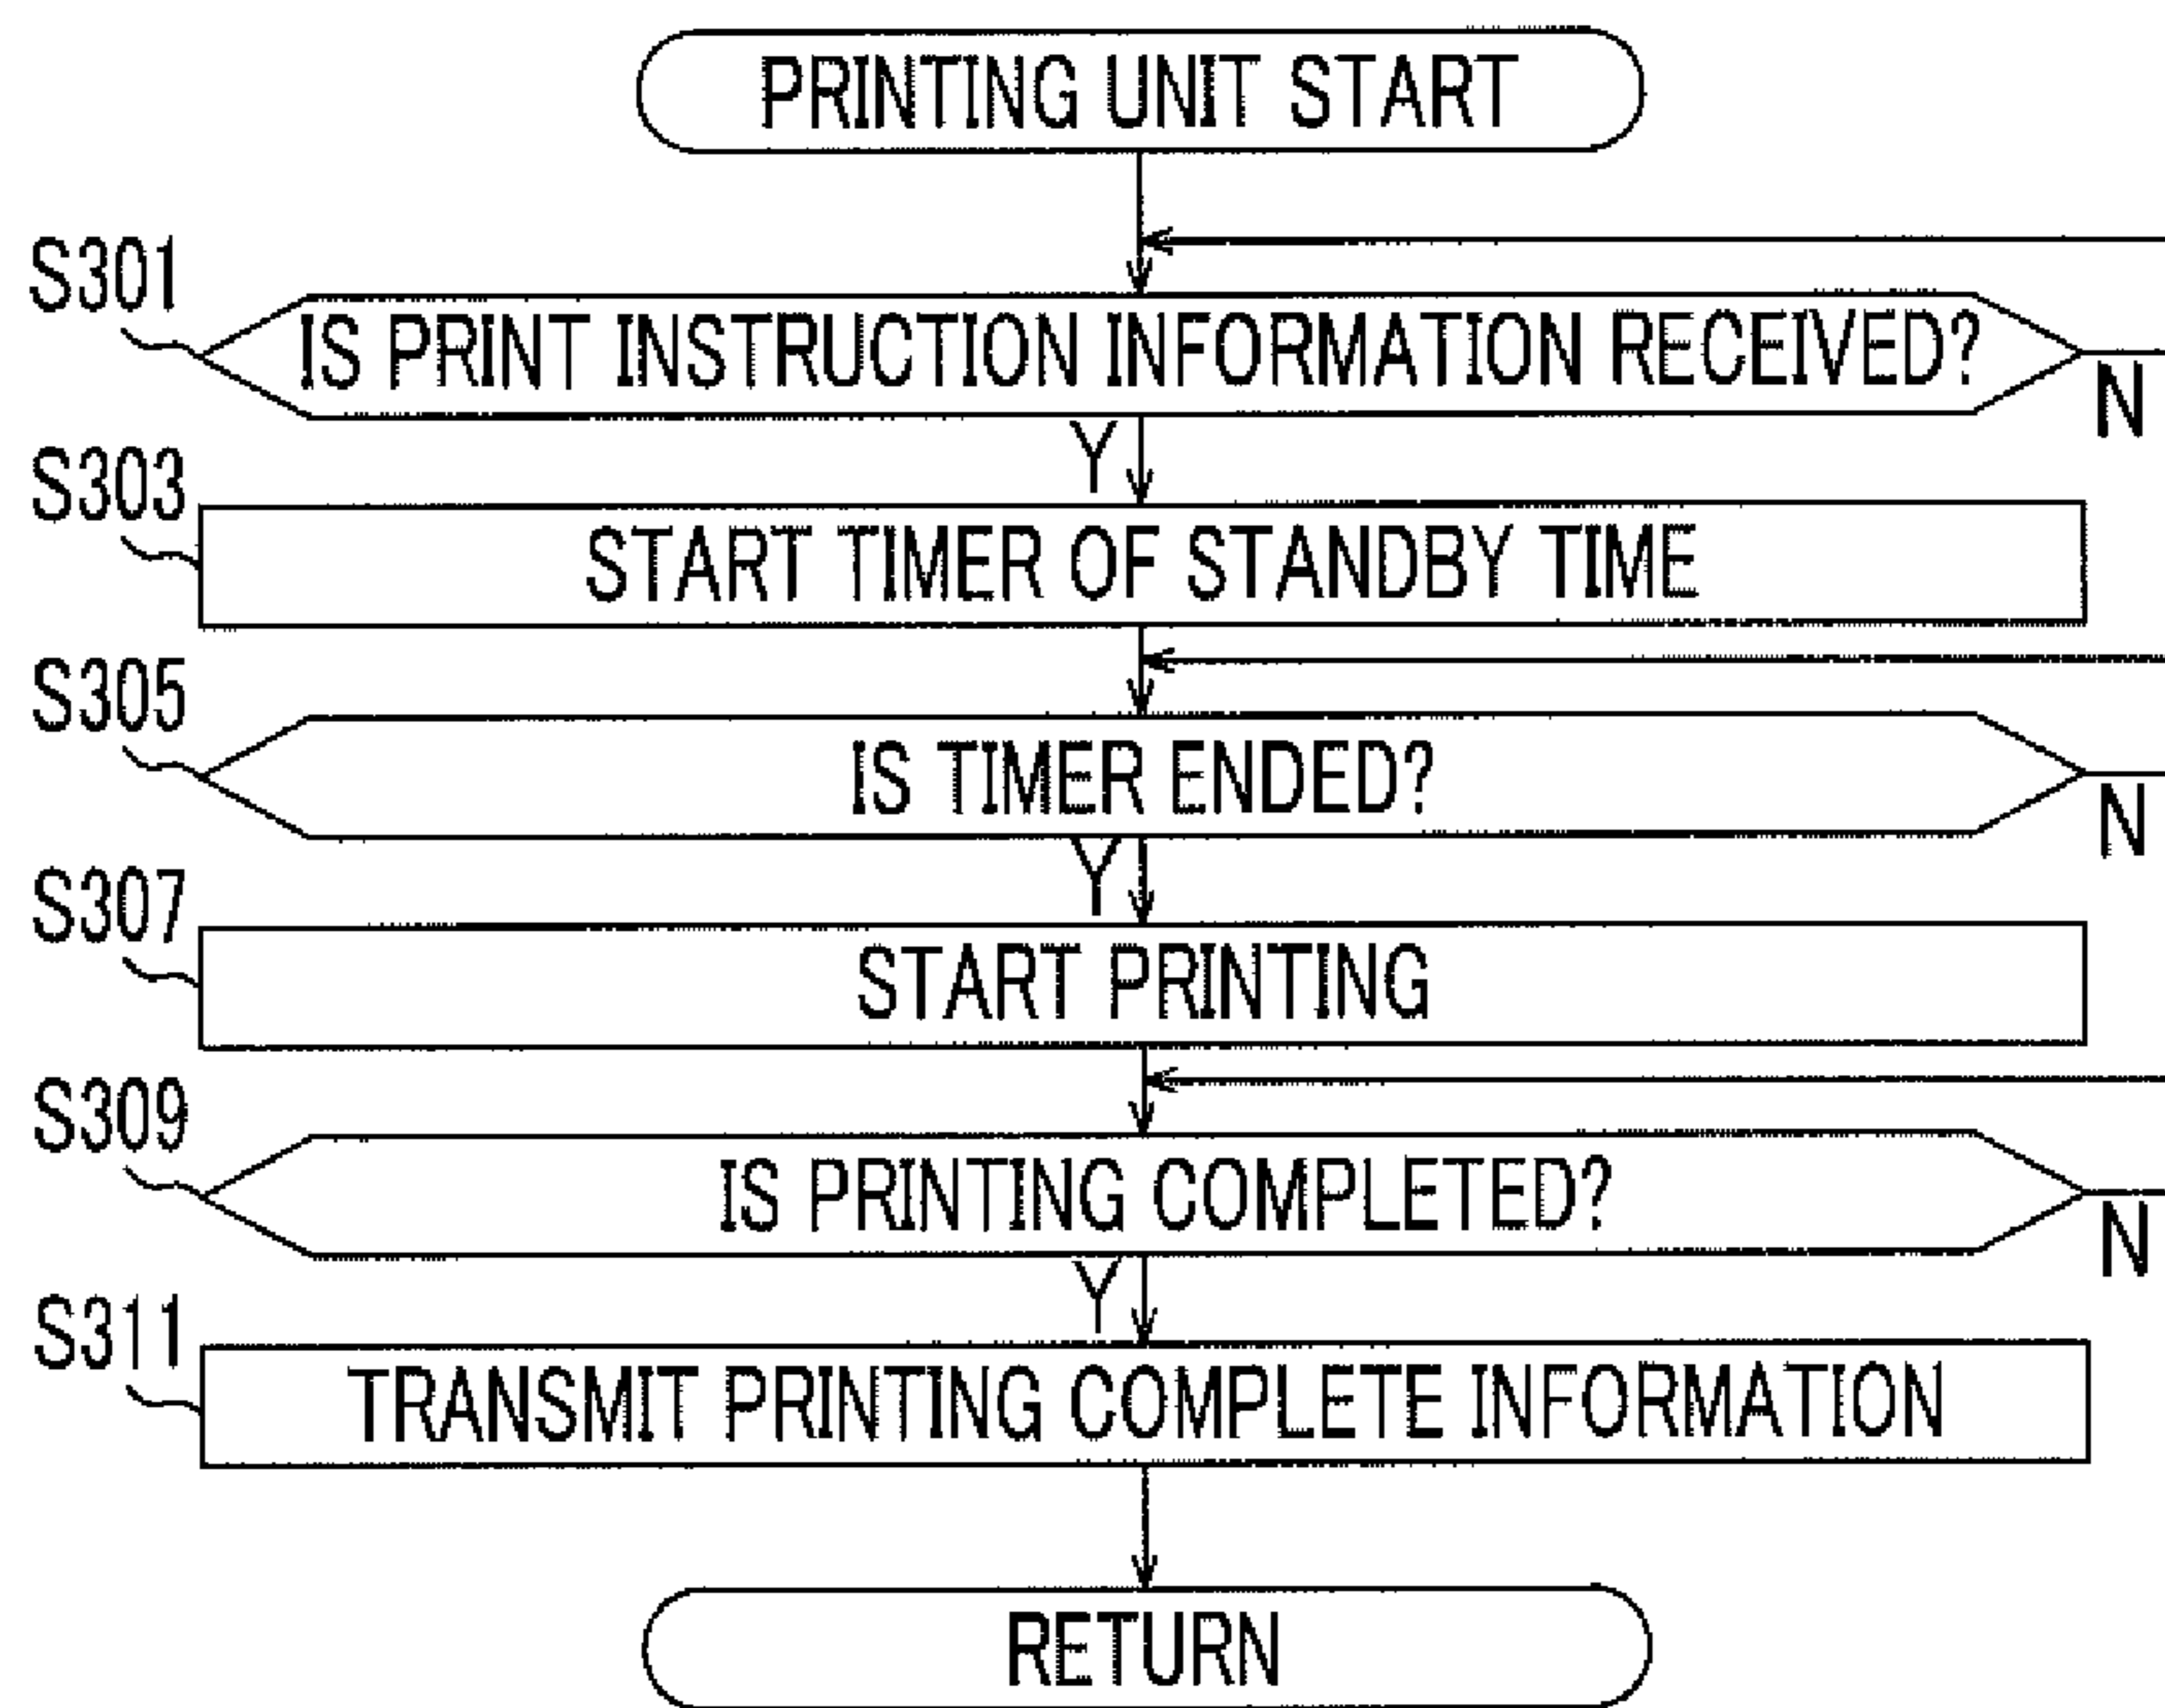 PRINTING UNIT START
S301
IS PRINT INSTRUCTION INFORMATION RECEIVED?
N
Y
S303
START TIMER OF STANDBY TIME
S305
IS TIMER ENDED?
N
Y
S307
START PRINTING
S309
IS PRINTING COMPLETED?
N
Y
S311
TRANSMIT PRINTING COMPLETE INFORMATION
RETURN